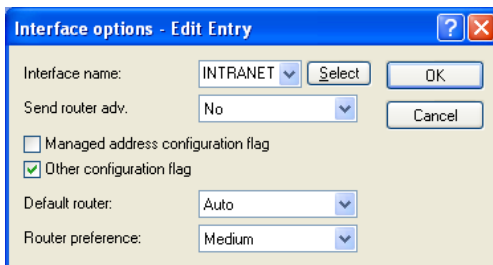 Interface options - Edit Entry
Interface name: INTRANET Select OK
Send router adv. No Cancel
Managed address configuration flag
Other configuration flag
Default router: Auto
Router preference: Medium